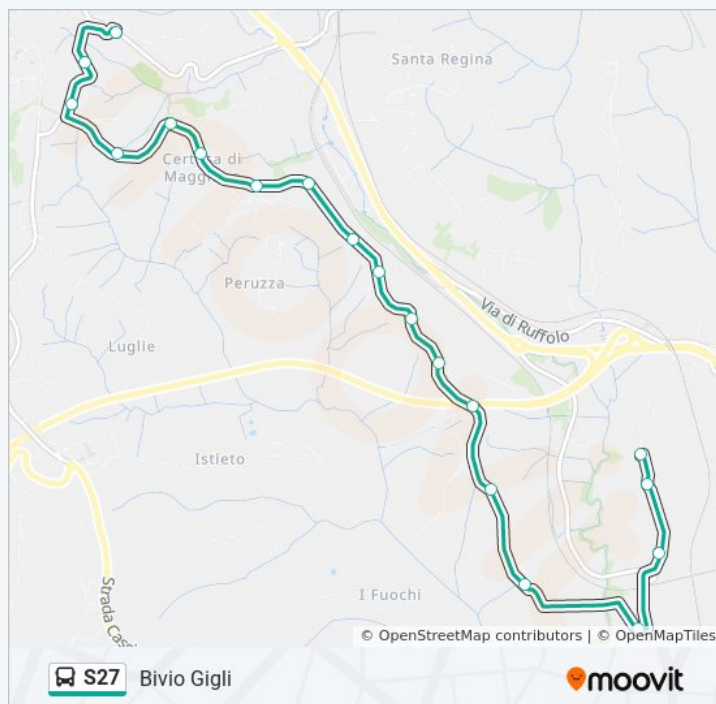 Santa Regina
Certosa di
Maggi
Peruzza
Via di Ruffolo
Luglie
Istieto
I Fuochi
Strada Cass
© OpenStreetMap contributors | © OpenMapTiles
S27 Bivio Gigli
moovit